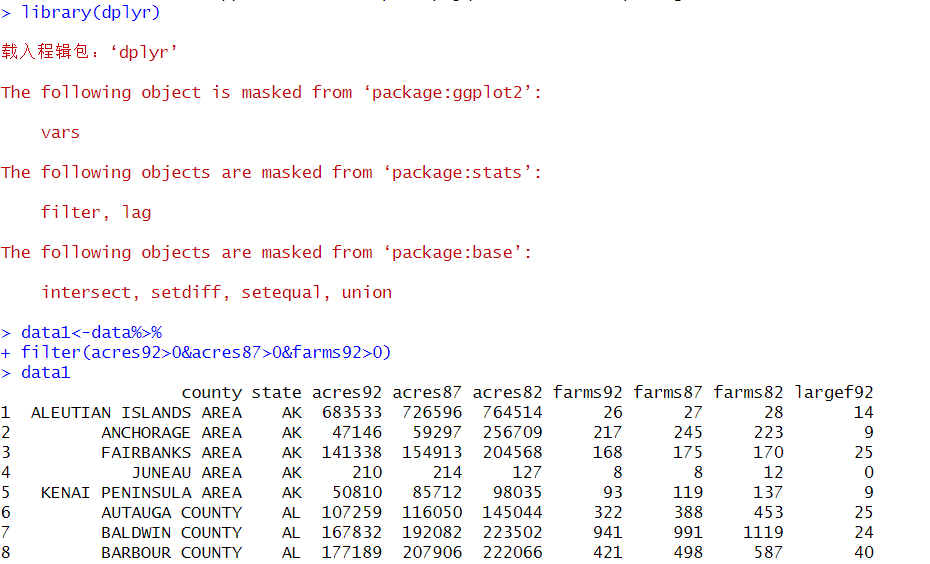 > library(dplyr)
载入程辑包：‘dplyr’
The following object is masked from ‘package:ggplot2’:
vars
The following objects are masked from ‘package:stats’:
filter, lag
The following objects are masked from ‘package:base’:
intersect, setdiff, setequal, union
> data1<-data%>%
+ filter(acres92>0&acres87>0&farms92>0)
> data1
county state acres92 acres87 acres82 farms92 farms87 farms82 largef92
1 ALEUTIAN ISLANDS AREA AK 683533 726596 764514 26 27 28 14
2 ANCHORAGE AREA AK 47146 59297 256709 217 245 223 9
3 FAIRBANKS AREA AK 141338 154913 204568 168 175 170 25
4 JUNEAU AREA AK 210 214 127 8 8 12 0
5 KENAI PENINSULA AREA AK 50810 85712 98035 93 119 137 9
6 AUTAUGA COUNTY AL 107259 116050 145044 322 388 453 25
7 BALDWIN COUNTY AL 167832 192082 223502 941 991 1119 24
8 BARBOUR COUNTY AL 177189 207906 222066 421 498 587 40